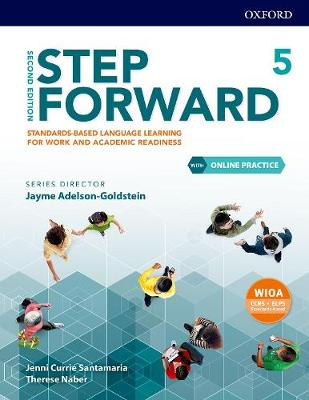 OXFORD
SECOND EDITION
STEP
FORWARD
5
STANDARDS-BASED LANGUAGE LEARNING
FOR WORK AND ACADEMIC READINESS
WITH ONLINE PRACTICE
SERIES DIRECTOR
Jayme Adelson-Goldstein
WIOA
CCRS + ELPS
Standards-based
Jenni Currie Santamaria
Therese Naber